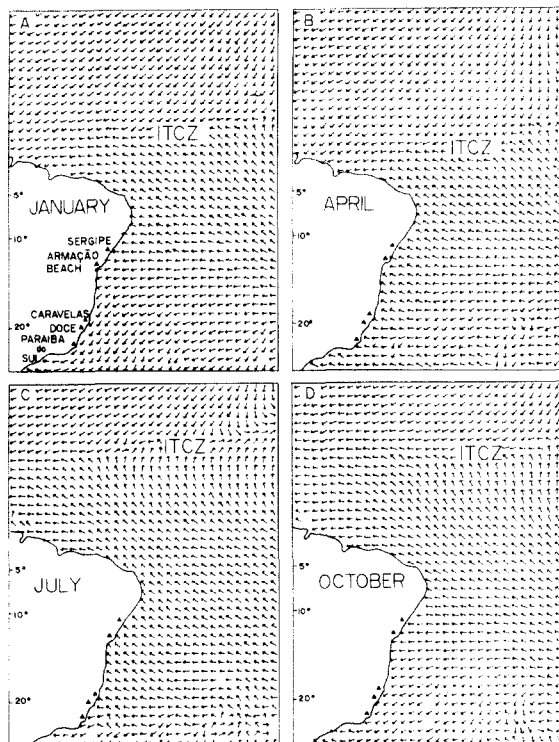 A
ITCZ
5°
JANUARY
10°
SERGIPE
ARMAÇÃO
BEACH
CARAVELAS
20°
DOCE
PARAIBA
do
SUL
B
ITCZ
5°
APRIL
10°
20°
C
ITCZ
5°
JULY
10°
20°
D
ITCZ
5°
OCTOBER
10°
20°